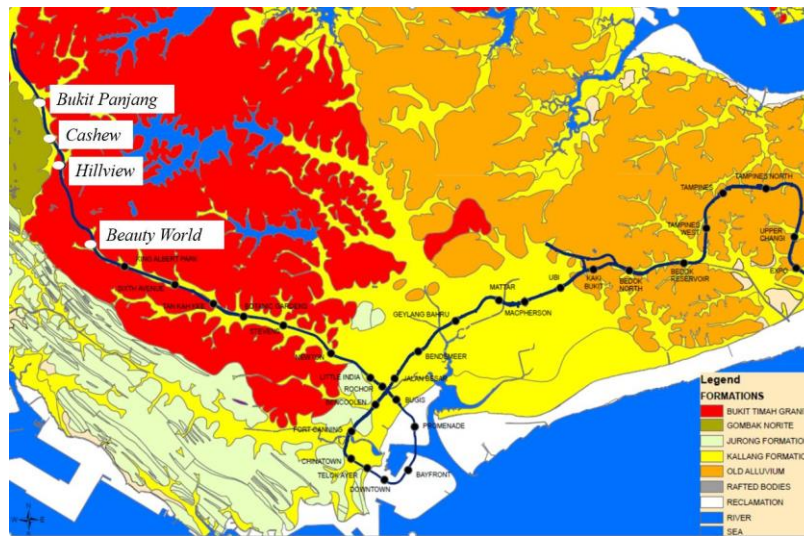 Bukit Panjang
Cashew
Hillview
Beauty World
KING ALBERT PARK
SIXTH AVENUE
TAN KAH KEE
BOTANIC GARDENS
STEVENS
NEWTON
LITTLE INDIA
ROCHOR
BENCOOLEN
JALAN BESAR
BUGIS
FORT CANNING
PROMENADE
CHINATOWN
TELOK AYER
DOWNTOWN
BAYFRONT
BENDEMEER
GEYLANG BAHRU
MATTAR
MACPHERSON
UBI
KAKI
BUKIT
BEDOK
NORTH
BEDOK
RESERVOIR
TAMPINES
WEST
TAMPINES
TAMPINES NORTH
UPPER
CHANGI
EXPO
Legend
FORMATIONS
BUKIT TIMAH GRANI
GOMBAK NORITE
JURONG FORMATION
KALLANG FORMATION
OLD ALLUVIUM
RAFTED BODIES
RECLAMATION
RIVER
SEA